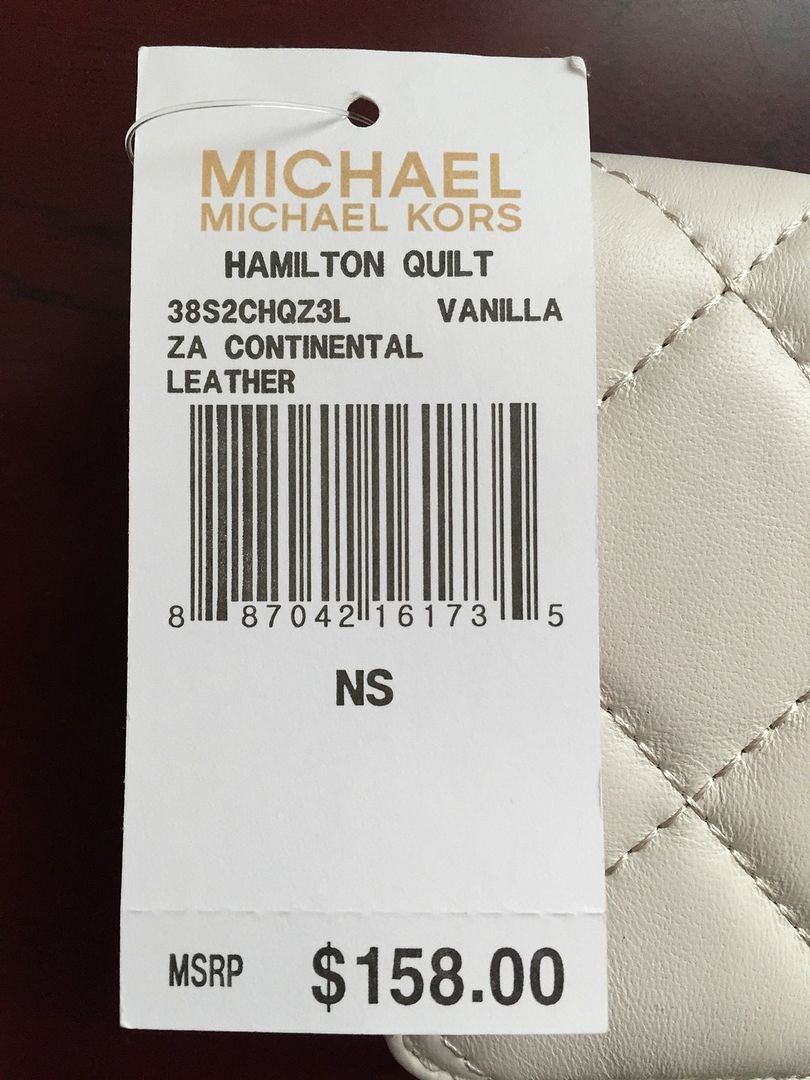 MICHAEL
MICHAEL KORS
HAMILTON QUILT
38S2CHQZ3L VANILLA
ZA CONTINENTAL
LEATHER
8 87042 16173 5
NS
MSRP $158.00